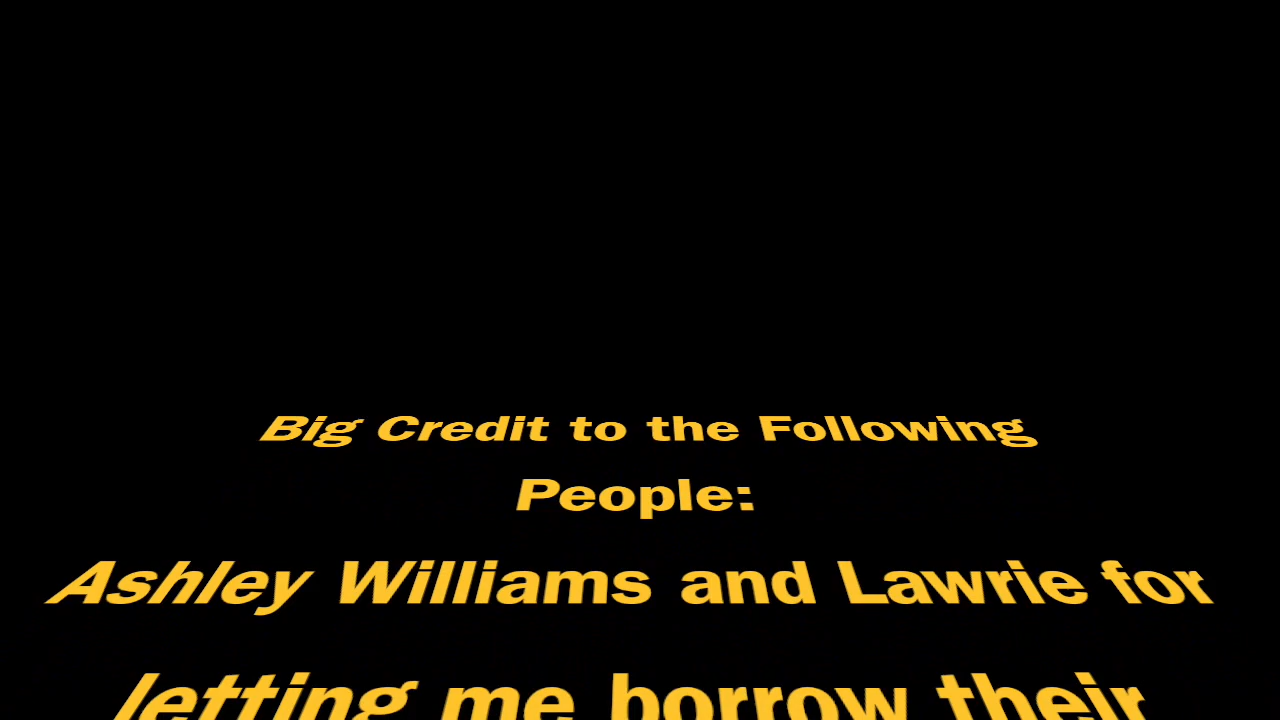 Big Credit to the Following
People:
Ashley Williams and Lawrie for
letting me borrow their